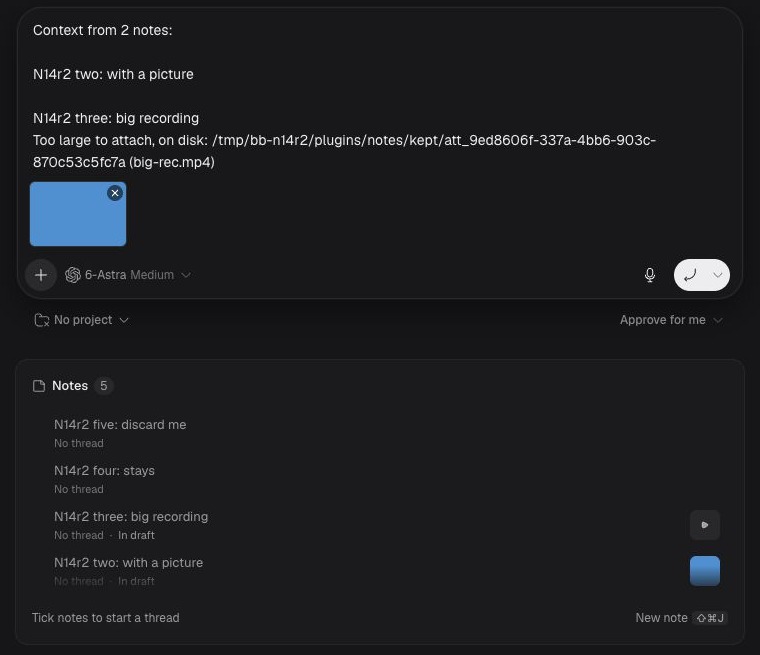 Context from 2 notes:
N14r2 two: with a picture
N14r2 three: big recording
Too large to attach, on disk: /tmp/bb-n14r2/plugins/notes/kept/att_9ed8606f-337a-4bb6-903c-
870c53c5fc7a (big-rec.mp4)
6-Astra Medium
No project
Approve for me
Notes 5
N14r2 five: discard me
No thread
N14r2 four: stays
No thread
N14r2 three: big recording
No thread · In draft
N14r2 two: with a picture
No thread · In draft
Tick notes to start a thread
New note ⇧⌘J